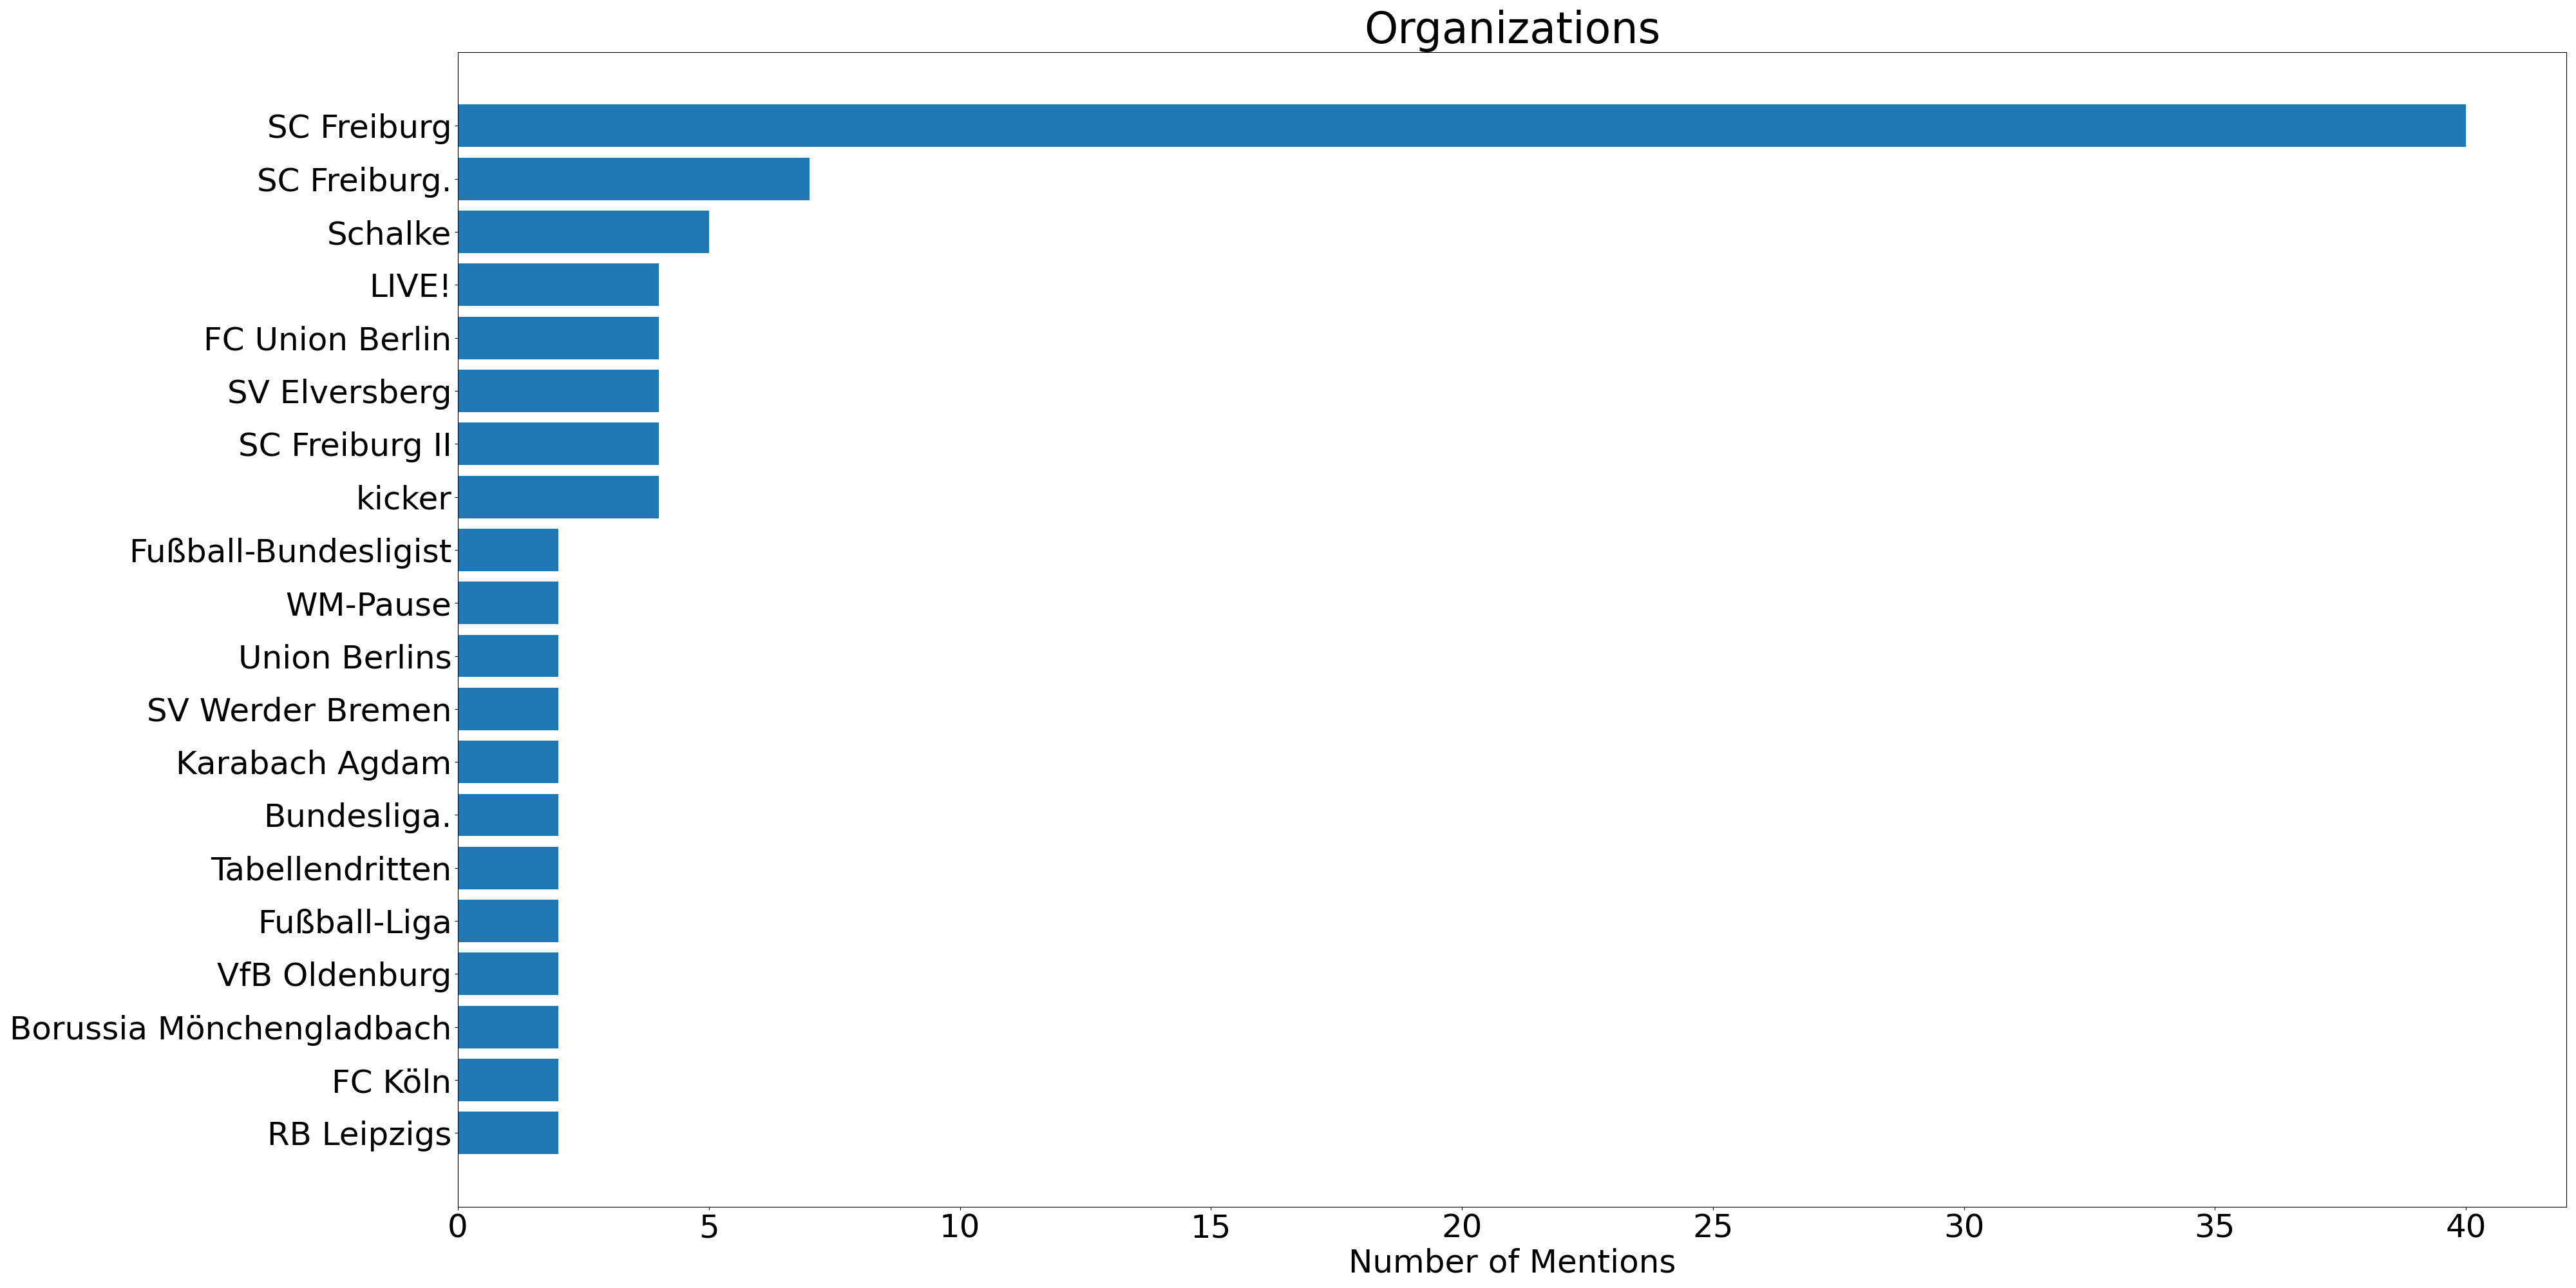 Organizations
SC Freiburg
SC Freiburg.
Schalke
LIVE!
FC Union Berlin
SV Elversberg
SC Freiburg II
kicker
Fußball-Bundesligist
WM-Pause
Union Berlins
SV Werder Bremen
Karabach Agdam
Bundesliga.
Tabellendritten
Fußball-Liga
VfB Oldenburg
Borussia Mönchengladbach
FC Köln
RB Leipzigs
0 5 10 15 20 25 30 35 40
Number of Mentions